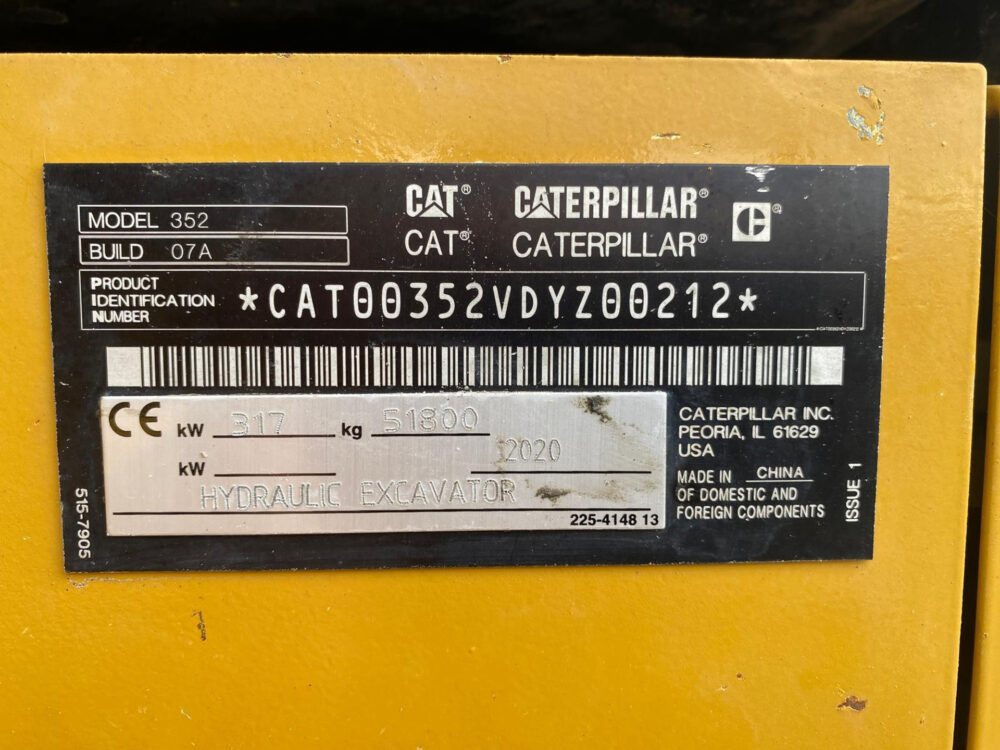 CAT® CATERPILLAR®
MODEL 352
CAT® CATERPILLAR®
BUILD 07A
PRODUCT IDENTIFICATION NUMBER
*CAT00352VDYZ00212*
*CAT00352VDYZ00212*
CE kW 317 kg 51800
kW 2020
HYDRAULIC EXCAVATOR
225-4148 13
CATERPILLAR INC.
PEORIA, IL 61629
USA
MADE IN CHINA
OF DOMESTIC AND
FOREIGN COMPONENTS
ISSUE 1
515-7905